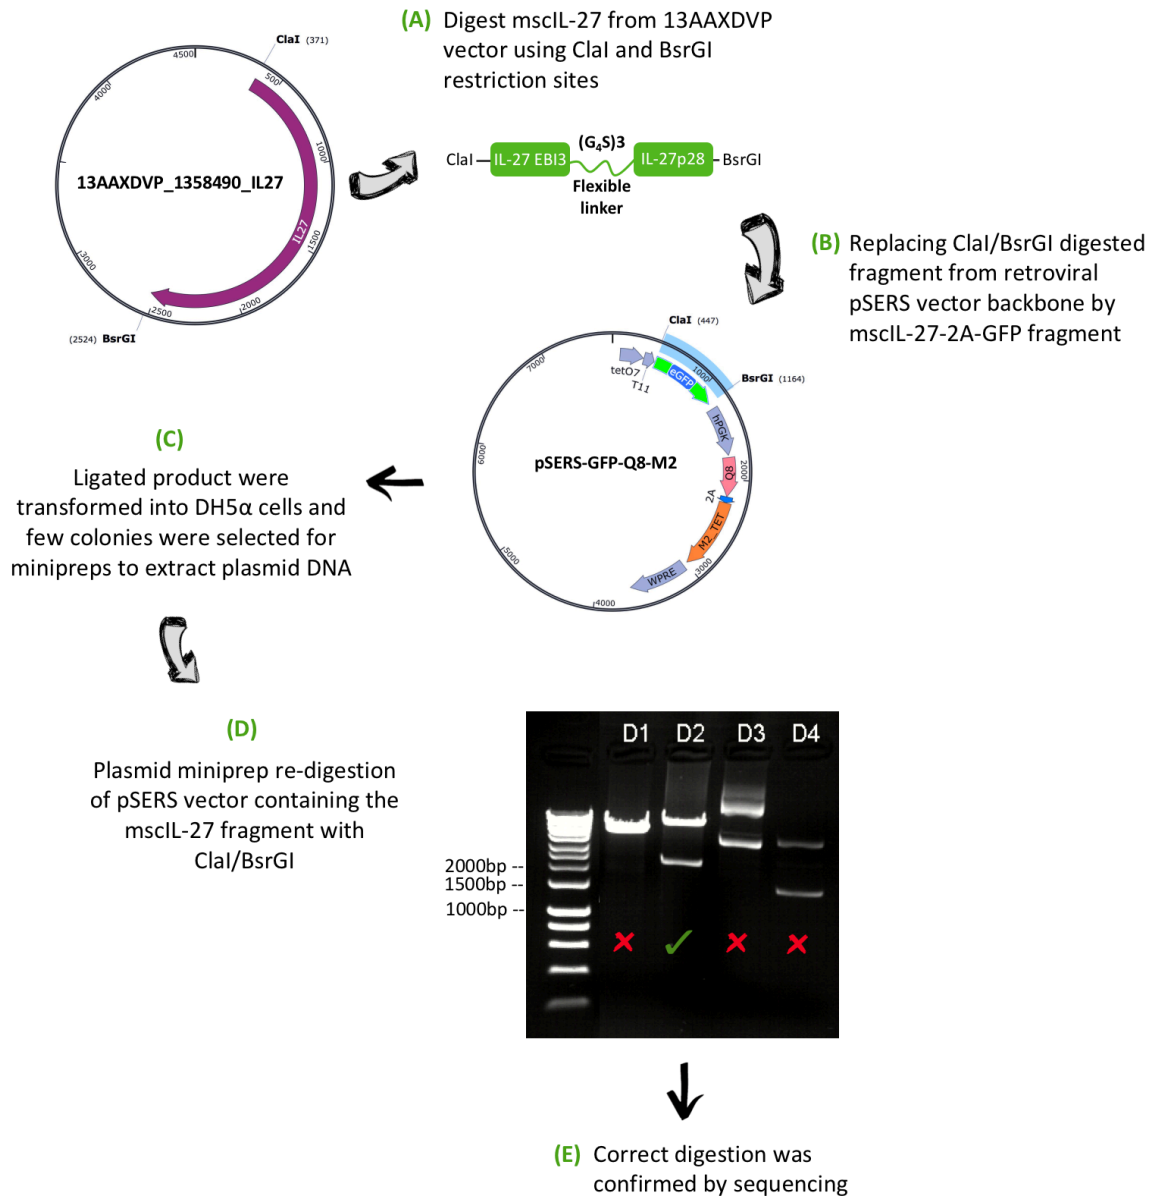 (A) Digest mscIL-27 from 13AAXDVP
vector using ClaI and BsrGI
restriction sites
ClaI (371)
4500
500
4000
1000
13AAXDVP_1358490_IL27
IL27
1500
3000
2000
2500
(2524) BsrGI
(G4S)3
ClaI
IL-27 EBI3
IL-27p28
BsrGI
Flexible
linker
(B) Replacing ClaI/BsrGI digested
fragment from retroviral
pSERS vector backbone by
mscIL-27-2A-GFP fragment
ClaI (447)
7000
tetO7
T11
eGFP
1000
BsrGI (1164)
hPGK
6000
pSERS-GFP-Q8-M2
Q8
2000
2A
M2_TET
5000
WPRE
3000
4000
(C)
Ligated product were
transformed into DH5α cells and
few colonies were selected for
minipreps to extract plasmid DNA
(D)
Plasmid miniprep re-digestion
of pSERS vector containing the
mscIL-27 fragment with
ClaI/BsrGI
D1 D2 D3 D4
2000bp --
1500bp --
1000bp --
(E) Correct digestion was
confirmed by sequencing